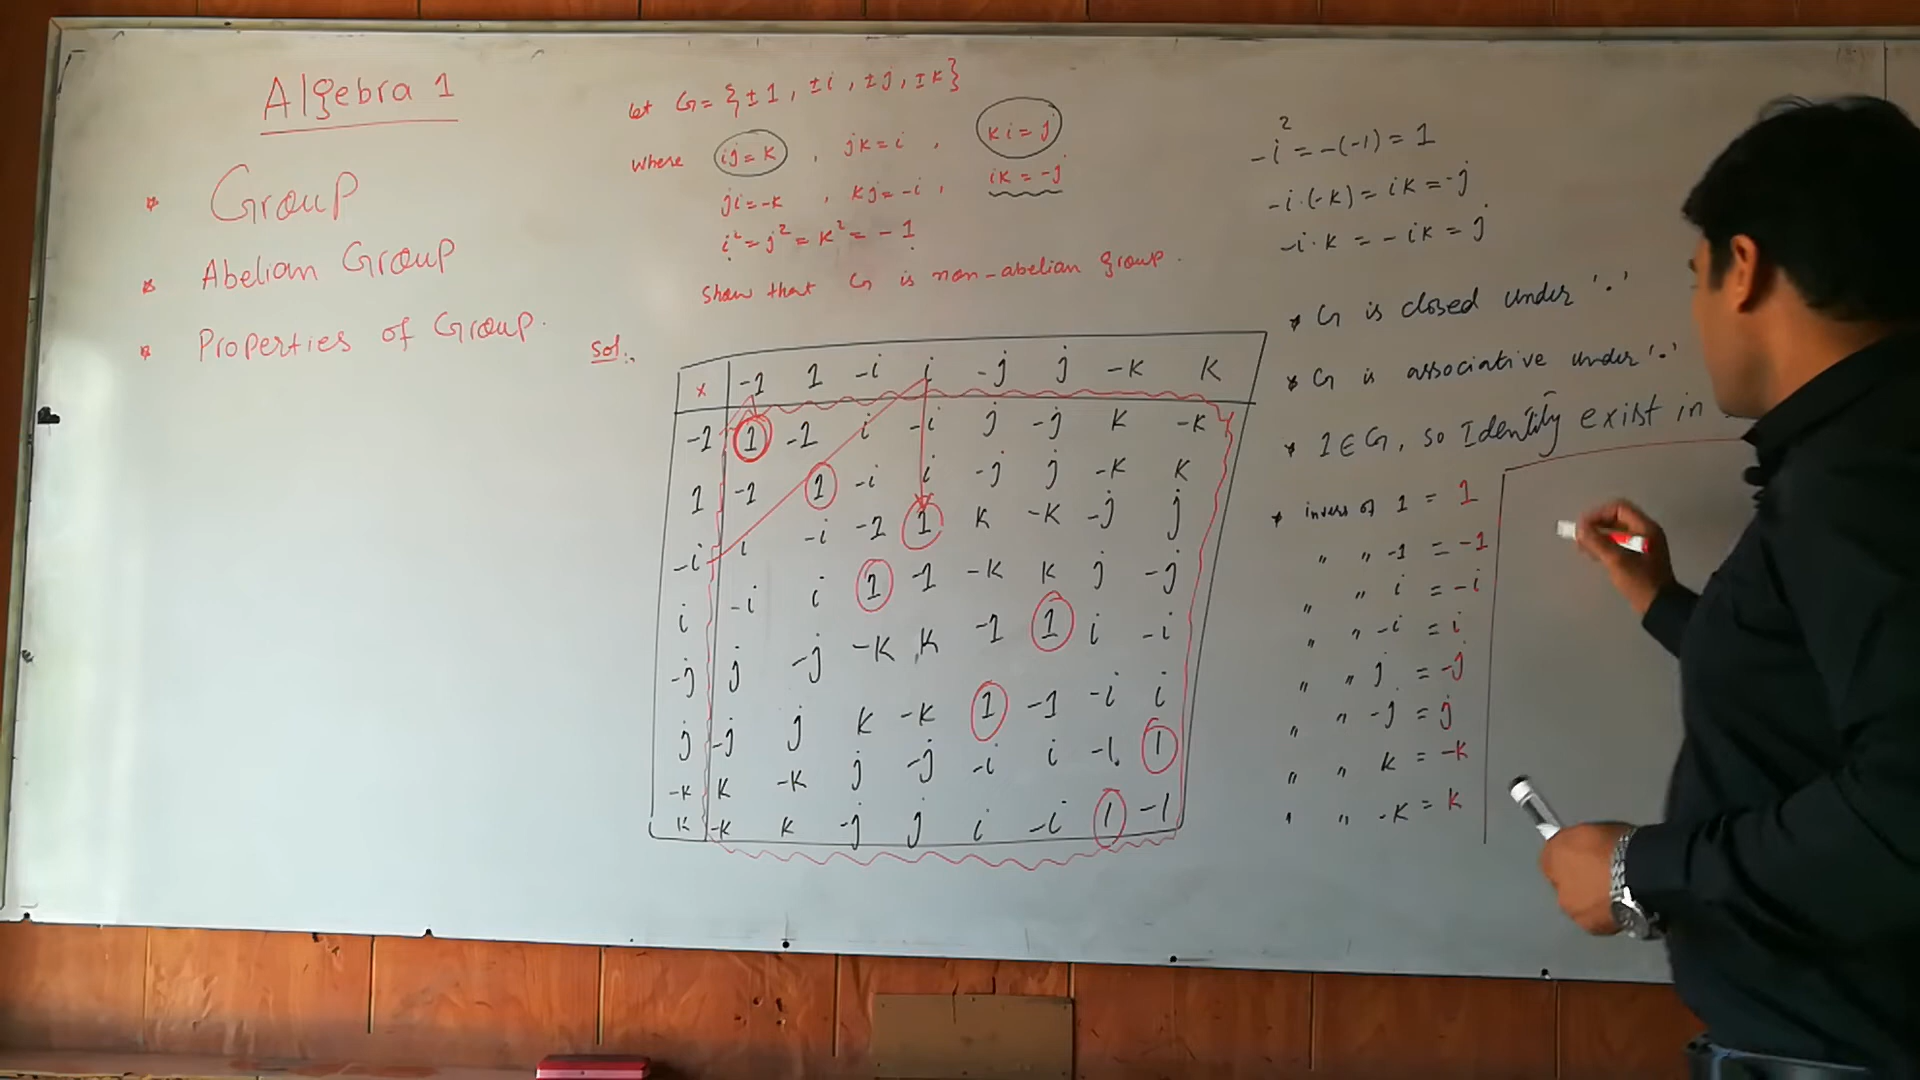 Algebra 1
* Group
* Abelian Group
* Properties of Group.
let G = {±1, ±i, ±j, ±k}
where ij = k, jk = i, ki = j
ji = -k, kj = -i, ik = -j
i² = j² = k² = -1
Show that G is non-abelian group.
Sol:.
x -1 1 -i i -j j -k k
-1 1 -1 i -i j -j k -k
1 -1 1 -i i -j j -k k
-i i -i -1 1 k -k -j j
i -i i 1 -1 -k k j -j
-j j -j -k k -1 1 i -i
j -j j k -k 1 -1 -i i
-k k -k j -j -i i -1 1
k -k k -j j i -i 1 -1
-i² = -(-1) = 1
-i.(-k) = ik = -j
-i.k = -ik = j
* G is closed under '.'
* G is associative under '.'
* 1 ∈ G, so Identity exist in
* invers of 1 = 1
" " -1 = -1
" " i = -i
" " -i = i
" " j = -j
" " -j = j
" " k = -k
" " -k = k